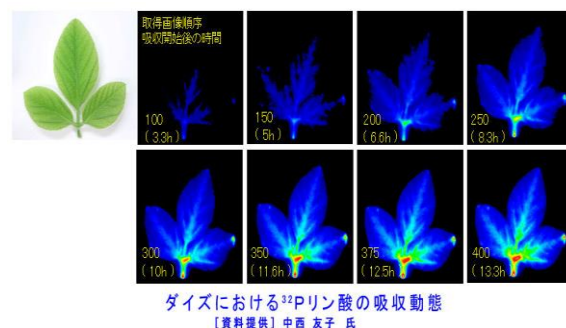 取得画像順序
吸収開始後の時間
100
(3.3h)
150
(5h)
200
(6.6h)
250
(8.3h)
300
(10h)
350
(11.6h)
375
(12.5h)
400
(13.3h)
ダイズにおける³²Pリン酸の吸収動態
[資料提供] 中西 友子 氏